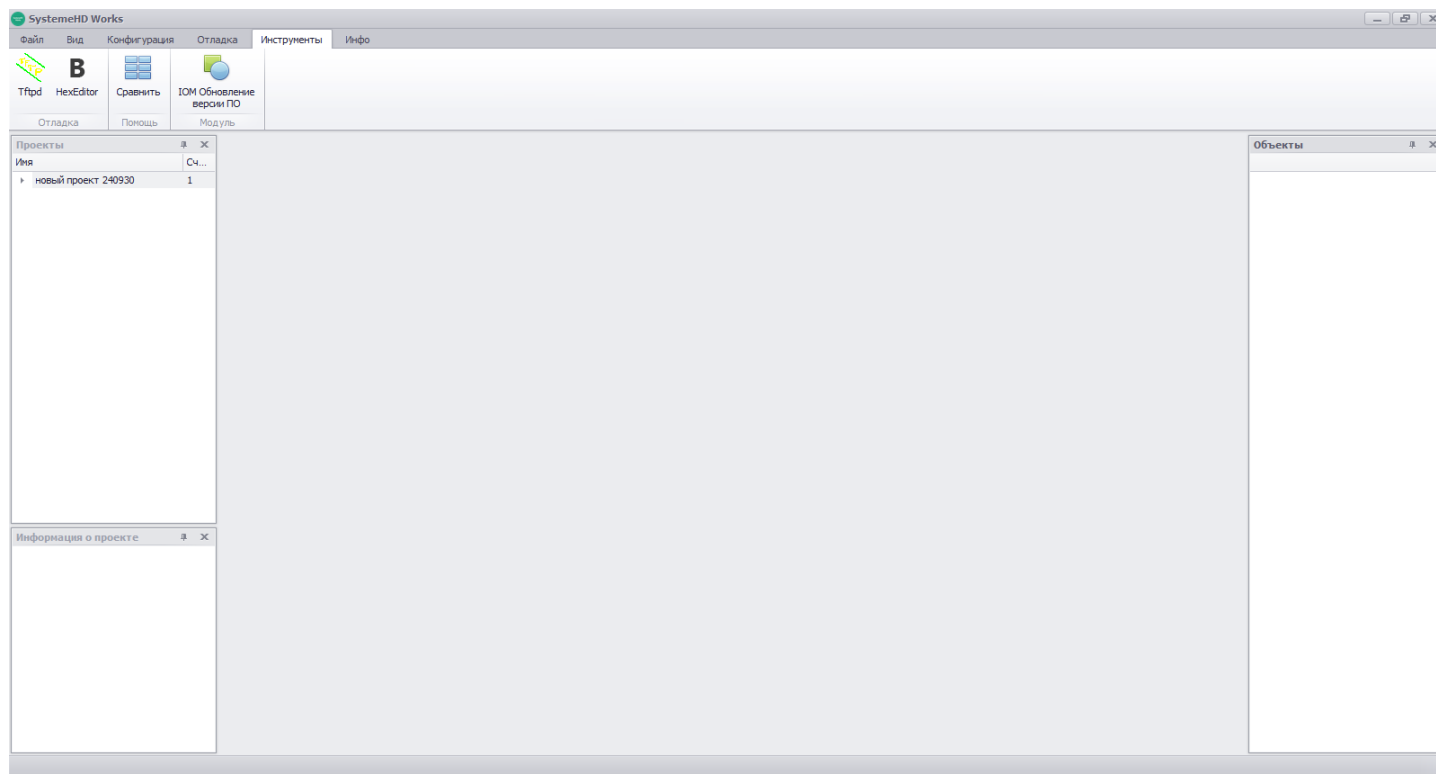 SystemeHD Works
Файл Вид Конфигурация Отладка Инструменты Инфо
Tftpd HexEditor Сравнить IOM Обновление версии ПО
Отладка Помощь Модуль
Проекты
Имя Сч...
новый проект 240930 1
Информация о проекте
Объекты